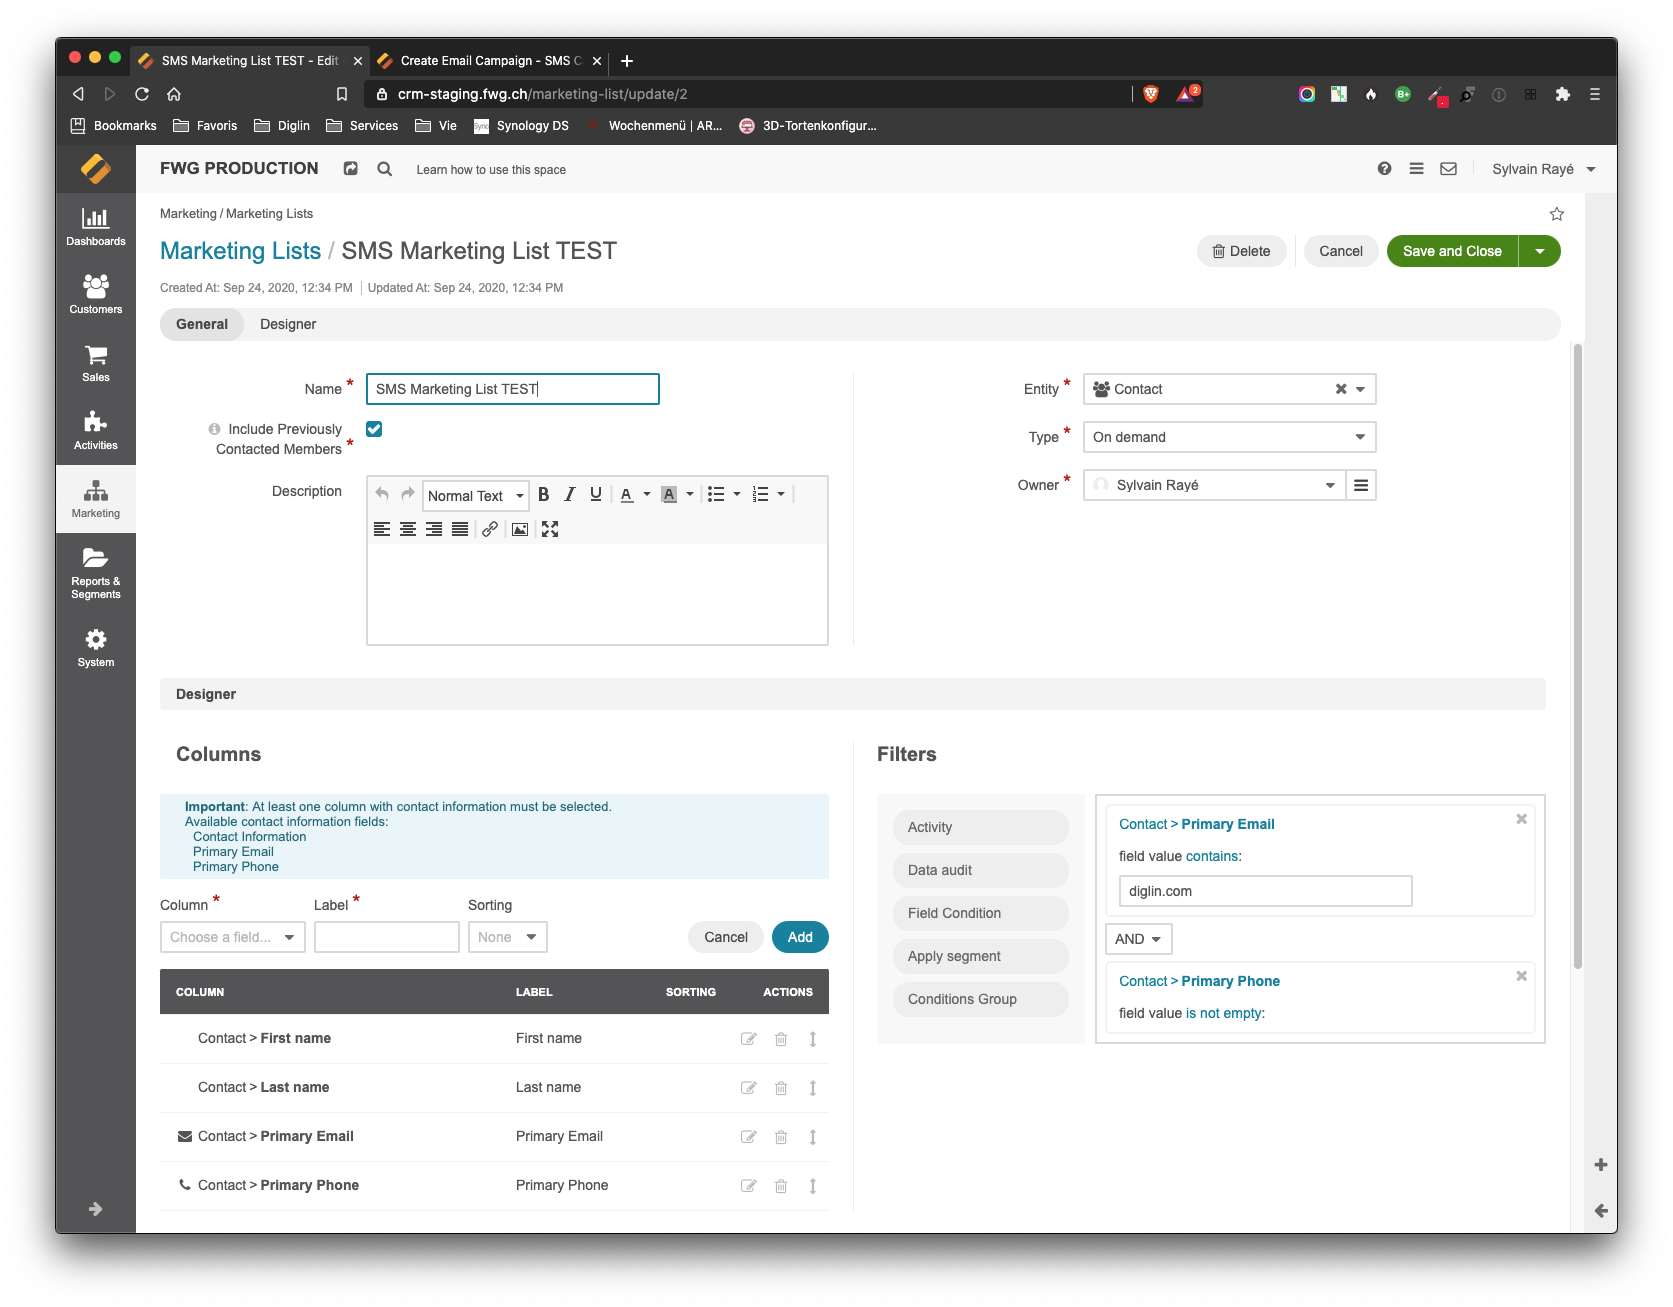 SMS Marketing List TEST - Edit
Create Email Campaign - SMS C
crm-staging.fwg.ch/marketing-list/update/2
2
B+
Bookmarks Favoris Diglin Services Vie Synology DS Wochenmenü | AR... 3D-Tortenkonfigur...
FWG PRODUCTION
Learn how to use this space
Sylvain Rayé
Dashboards
Customers
Sales
Activities
Marketing
Reports &
Segments
System
Marketing / Marketing Lists
Marketing Lists / SMS Marketing List TEST
Delete
Cancel
Save and Close
Created At: Sep 24, 2020, 12:34 PM | Updated At: Sep 24, 2020, 12:34 PM
General
Designer
Name *
SMS Marketing List TEST
Include Previously
Contacted Members *
Description
Normal Text
B I U A A
Entity *
Contact
Type *
On demand
Owner *
Sylvain Rayé
Designer
Columns
Important: At least one column with contact information must be selected.
Available contact information fields:
Contact Information
Primary Email
Primary Phone
Column * Label * Sorting
Choose a field... None Cancel Add
COLUMN LABEL SORTING ACTIONS
Contact > First name First name
Contact > Last name Last name
Contact > Primary Email Primary Email
Contact > Primary Phone Primary Phone
Filters
Activity
Data audit
Field Condition
Apply segment
Conditions Group
Contact > Primary Email
field value contains:
diglin.com
AND
Contact > Primary Phone
field value is not empty: